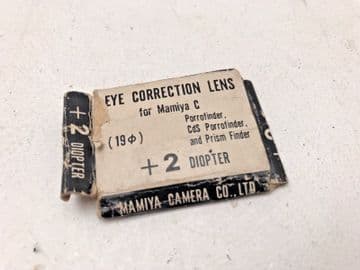 EYE CORRECTION LENS
for Mamiya C
Porrofinder,
CdS Porrofinder,
and Prism Finder
(19φ)
+2 DIOPTER
MAMIYA CAMERA CO., LTD
+2 DIOPTER